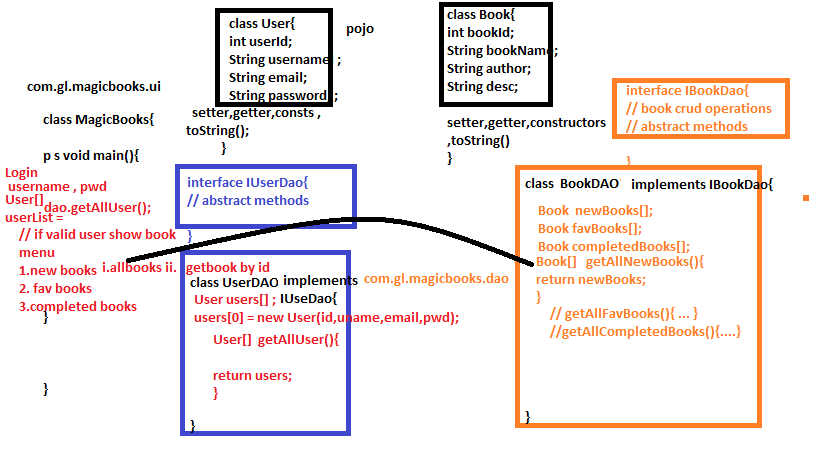 class User{
int userId;
String username ;
String email;
String password ;
pojo
setter,getter,consts ,
toString();
}
class Book{
int bookId;
String bookName;
String author;
String desc;
setter,getter,constructors
,toString()
}
interface IBookDao{
// book crud operations
// abstract methods
}
com.gl.magicbooks.ui
class MagicBooks{
p s void main(){
Login
username , pwd
User[]
dao.getAllUser();
userList =
// if valid user show book
menu
1.new books i.allbooks ii. getbook by id
2. fav books
3.completed books
}
}
interface IUserDao{
// abstract methods
}
class UserDAO implements
IUseDao{
User users[] ;
users[0] = new User(id,uname,email,pwd);
User[] getAllUser(){
return users;
}
}
com.gl.magicbooks.dao
class BookDAO implements IBookDao{
Book newBooks[];
Book favBooks[];
Book completedBooks[];
Book[] getAllNewBooks(){
return newBooks;
}
// getAllFavBooks(){ ... }
//getAllCompletedBooks(){....}
}